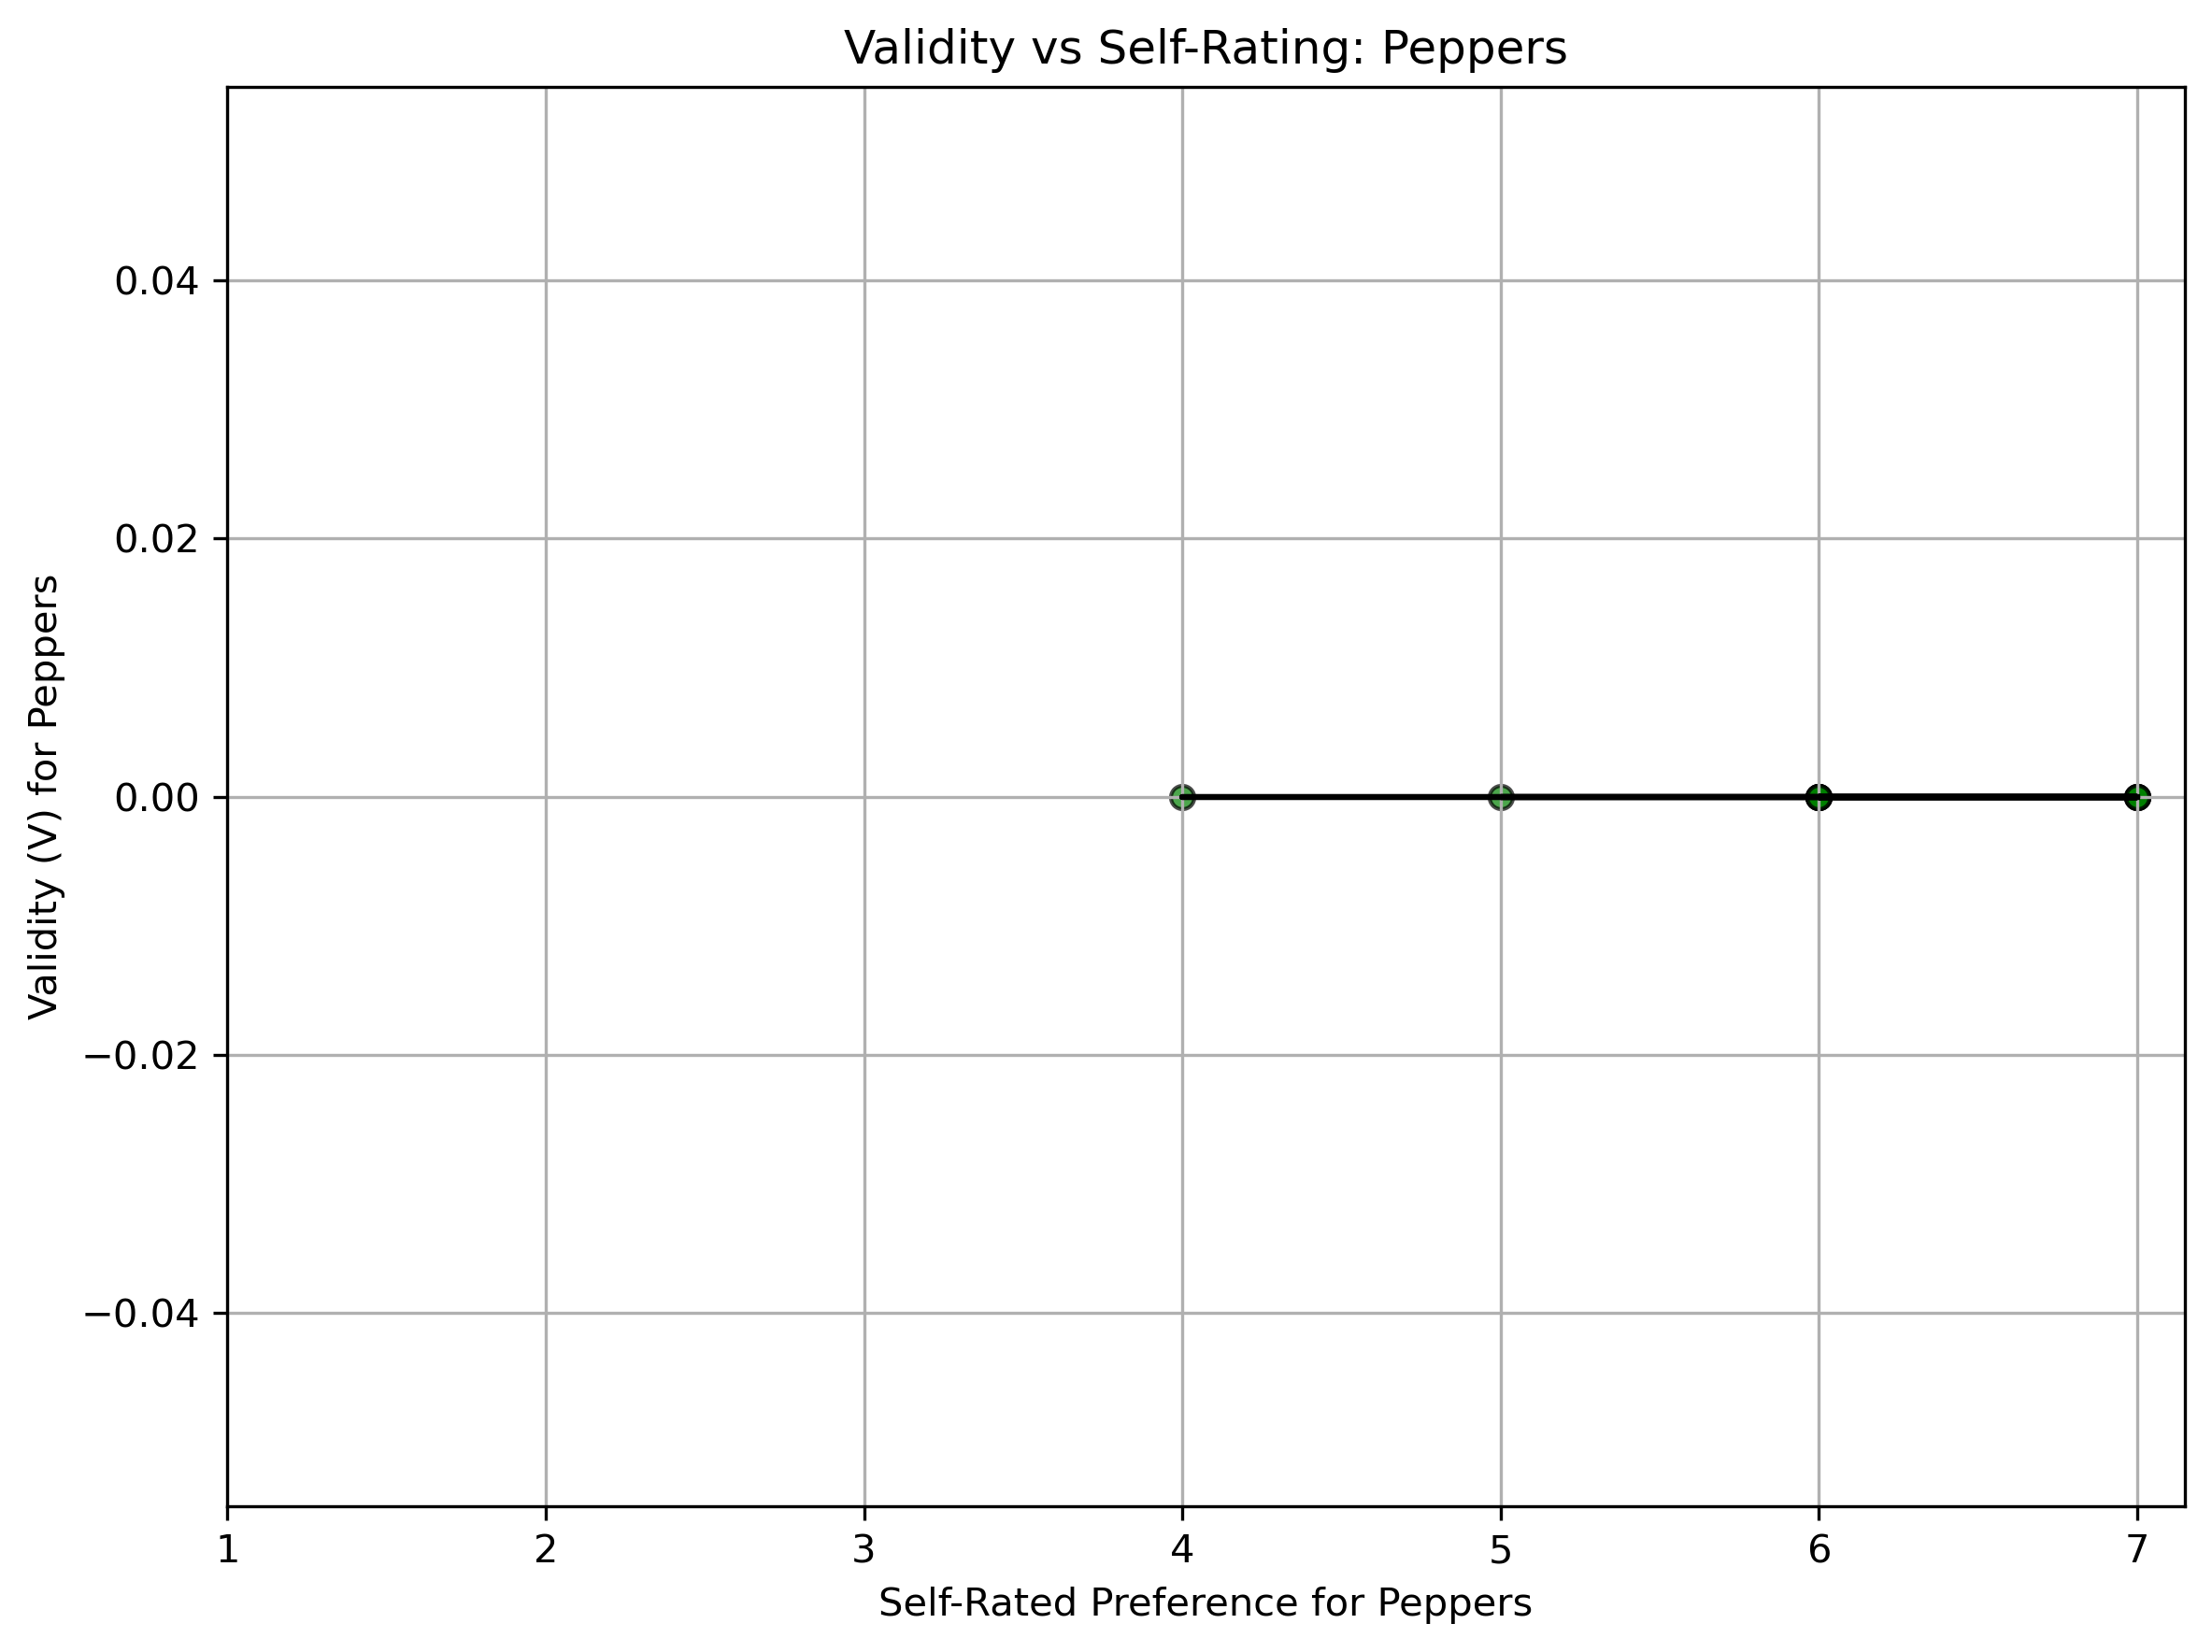 Validity vs Self-Rating: Peppers
Validity (V) for Peppers
0.04
0.02
0.00
−0.02
−0.04
1 2 3 4 5 6 7
Self-Rated Preference for Peppers